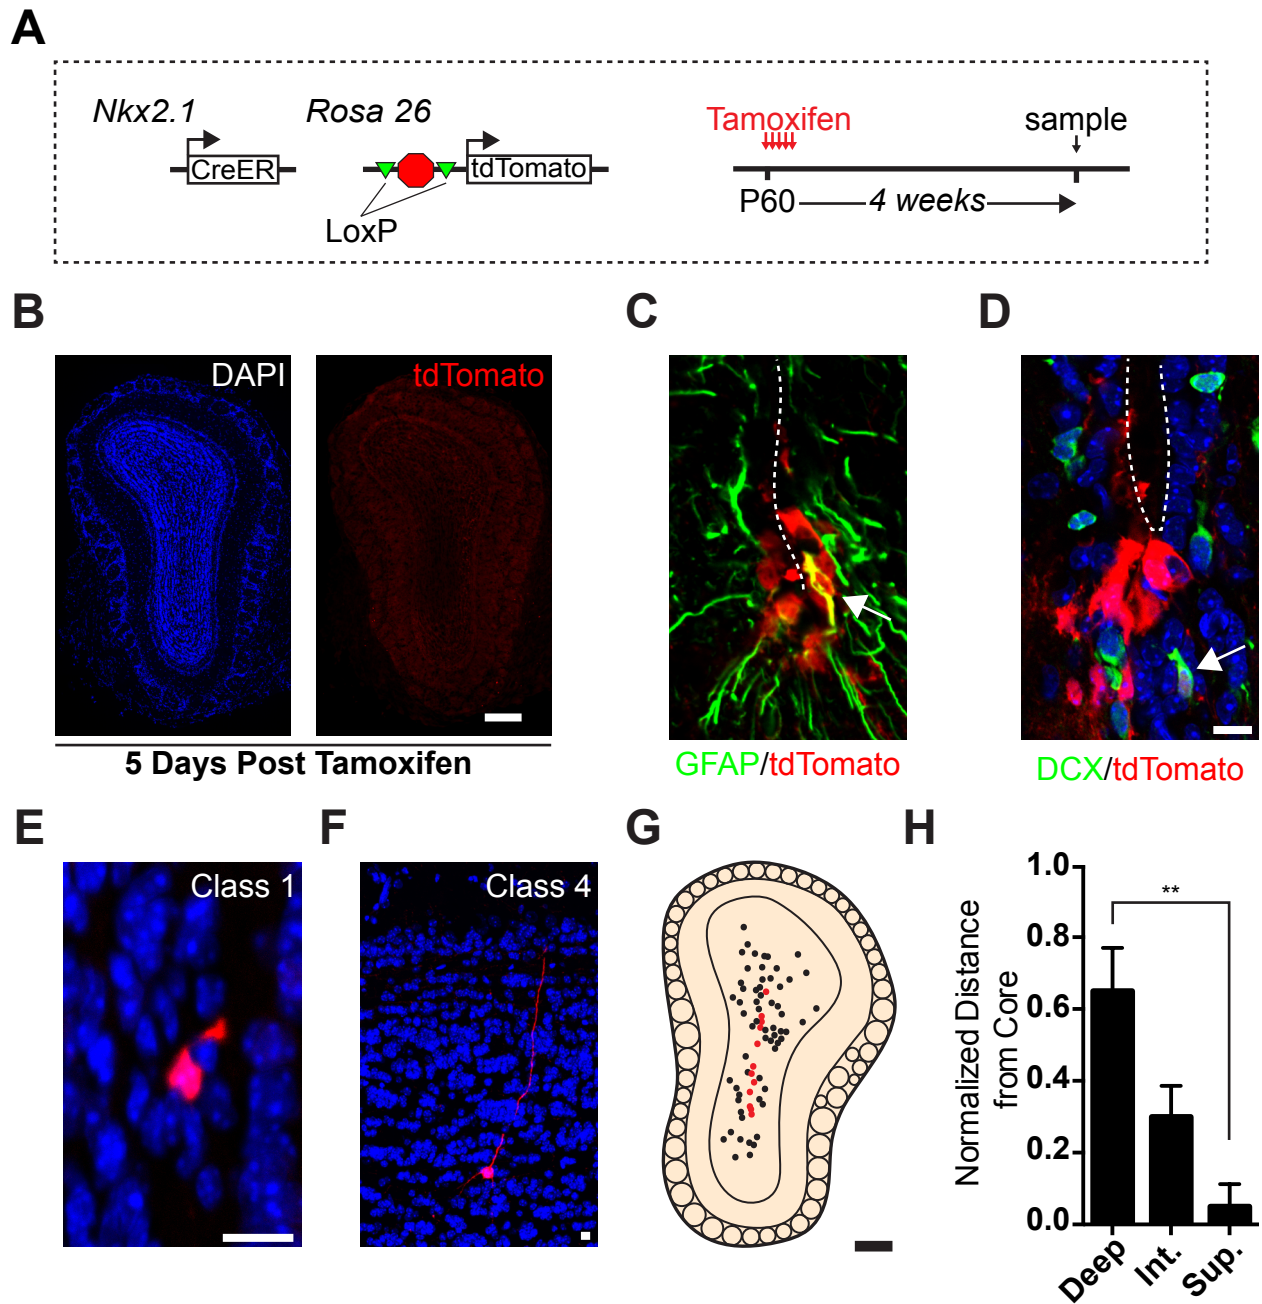 A
Nkx2.1
Rosa 26
CreER
tdTomato
LoxP
Tamoxifen
sample
P60
4 weeks
B
DAPI
tdTomato
5 Days Post Tamoxifen
C
GFAP/tdTomato
D
DCX/tdTomato
E
Class 1
F
Class 4
G
H
Normalized Distance
from Core
1.0
0.8
0.6
0.4
0.2
0.0
**
Deep
Int.
Sup.